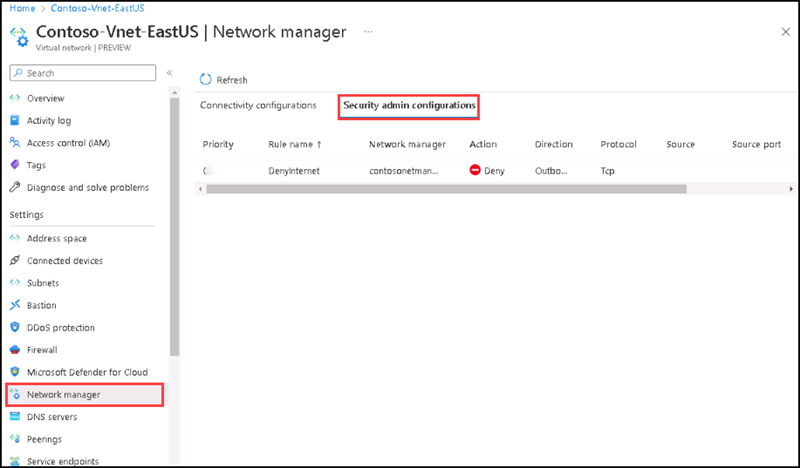 Home > Contoso-Vnet-EastUS >
Contoso-Vnet-EastUS | Network manager ...
Virtual network | PREVIEW
Search
Overview
Activity log
Access control (IAM)
Tags
Diagnose and solve problems
Settings
Address space
Connected devices
Subnets
Bastion
DDoS protection
Firewall
Microsoft Defender for Cloud
Network manager
DNS servers
Peerings
Service endpoints
Refresh
Connectivity configurations Security admin configurations
Priority Rule name ↑ Network manager Action Direction Protocol Source Source port
DenyInternet contosonetman... Deny Outbo... Tcp